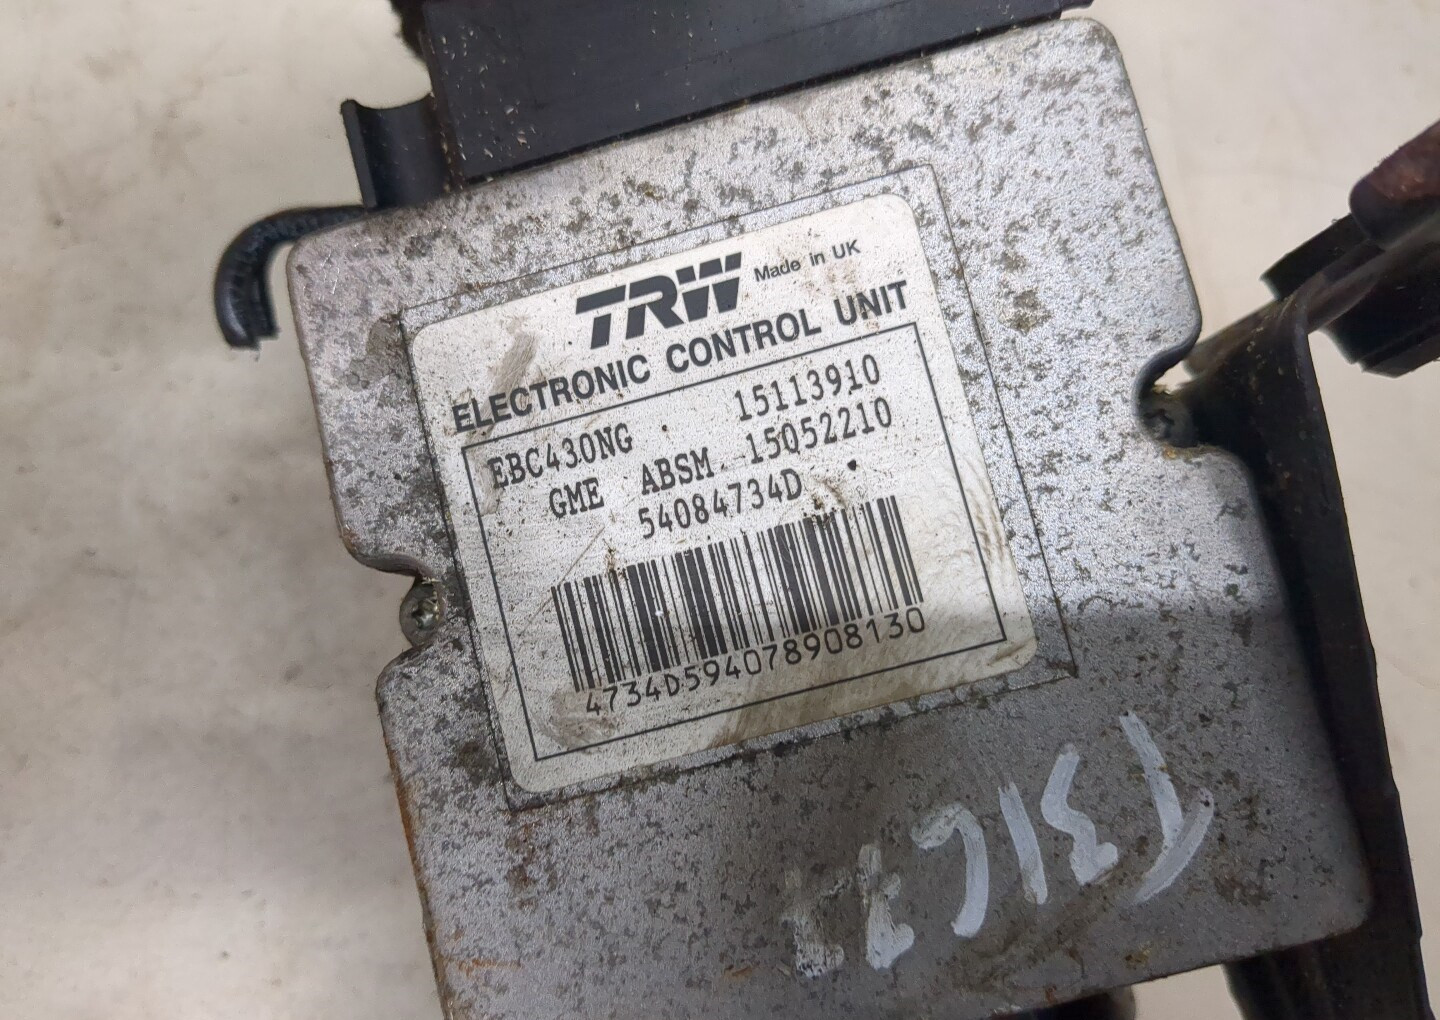 TRW Made in UK
ELECTRONIC CONTROL UNIT
EBC430NG 15113910
GME ABSM 15052210
54084734D
4734D594078908130